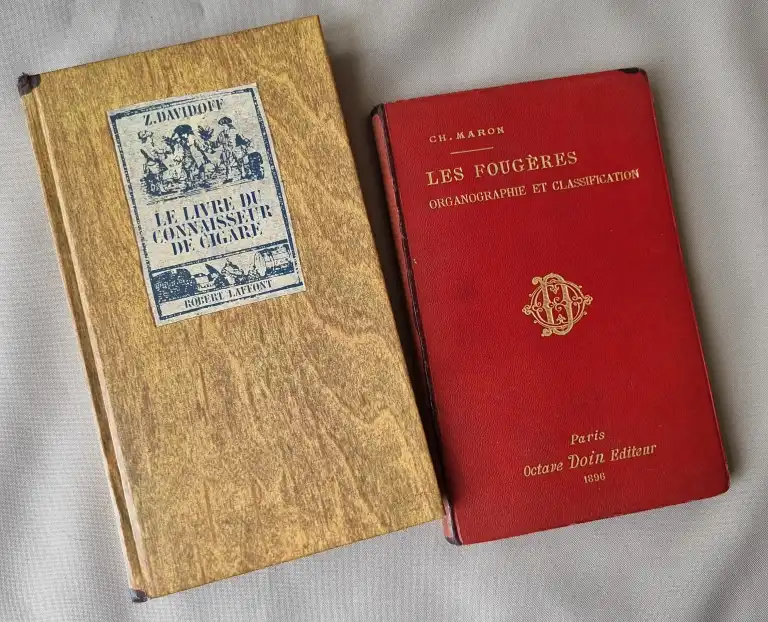 Z. DAVIDOFF
LE LIVRE DU
CONNAISSEUR
DE CIGARE
ROBERT LAFFONT
CH. MARON
LES FOUGÈRES
ORGANOGRAPHIE ET CLASSIFICATION
Paris
Octave Doin Editeur
1896